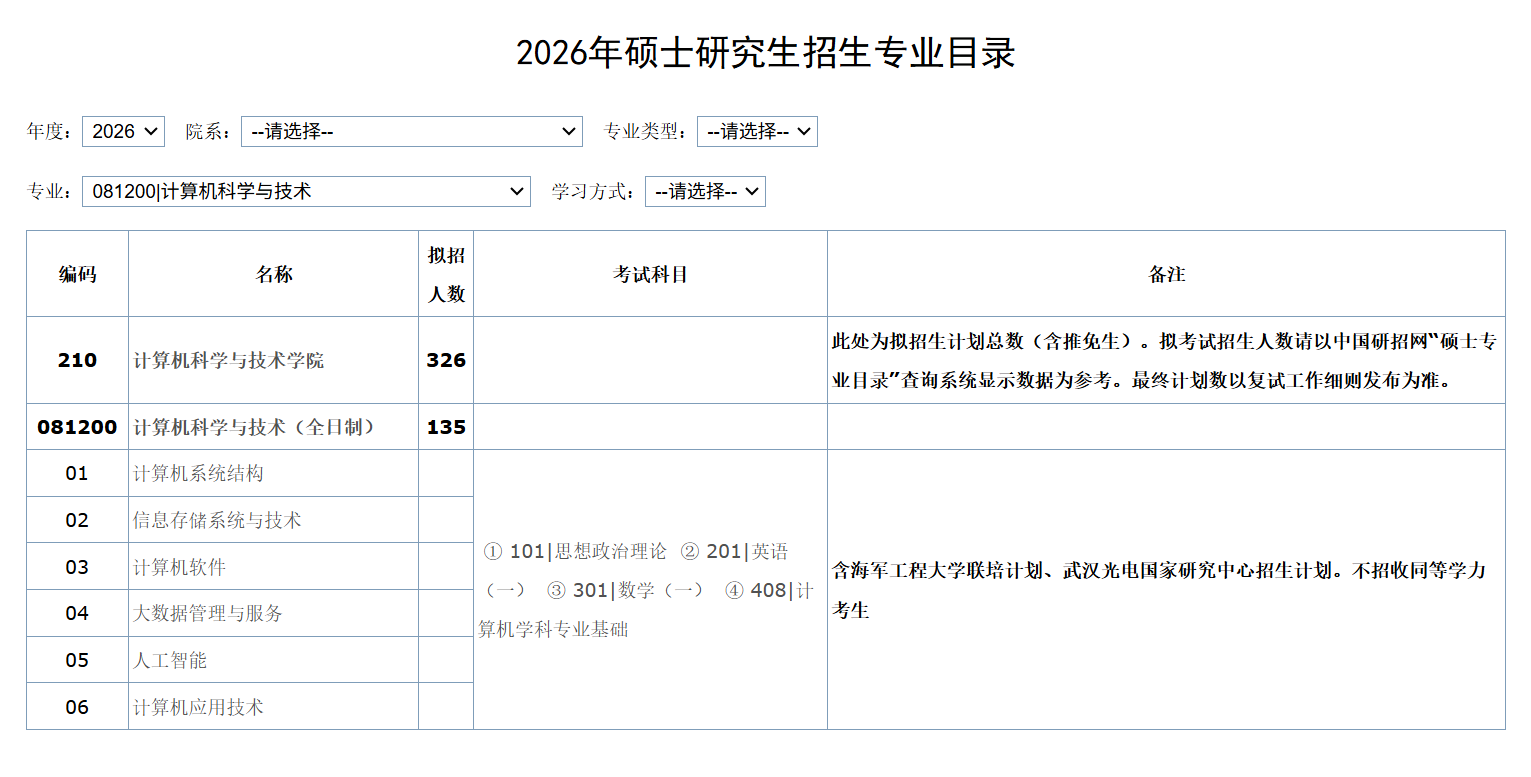 2026年硕士研究生招生专业目录
年度： 2026 院系： --请选择-- 专业类型： --请选择--
专业： 081200|计算机科学与技术 学习方式： --请选择--
编码 名称 拟招 考试科目 备注
人数
210 计算机科学与技术学院 326 此处为拟招生计划总数（含推免生）。拟考试招生人数请以中国研招网“硕士专
业目录”查询系统显示数据为参考。最终计划数以复试工作细则发布为准。
081200 计算机科学与技术（全日制） 135
01 计算机系统结构
02 信息存储系统与技术
03 计算机软件
04 大数据管理与服务
05 人工智能
06 计算机应用技术
① 101|思想政治理论 ② 201|英语
（一） ③ 301|数学（一） ④ 408|计
算机学科专业基础
含海军工程大学联培计划、武汉光电国家研究中心招生计划。不招收同等学力
考生